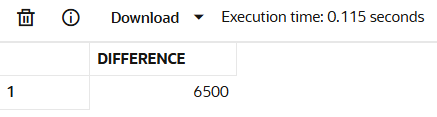 Download Execution time: 0.115 seconds
DIFFERENCE
1 6500